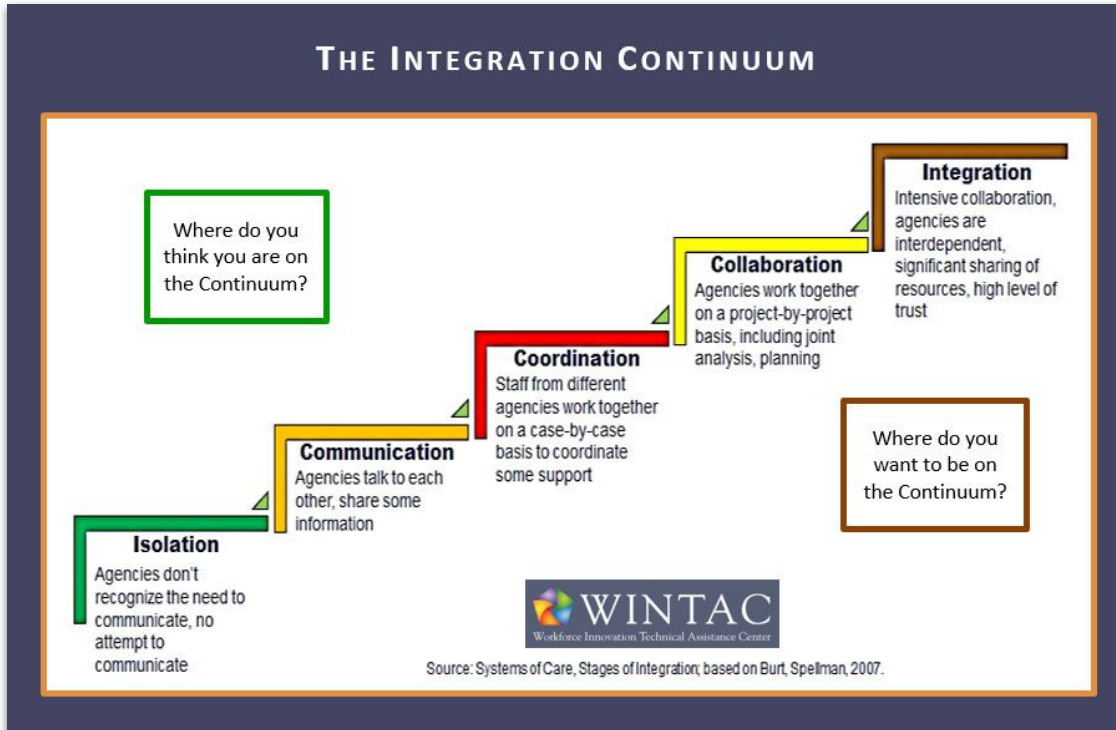 THE INTEGRATION CONTINUUM
Where do you
think you are on
the Continuum?
Integration
Intensive collaboration,
agencies are
interdependent,
significant sharing of
resources, high level of
trust
Collaboration
Agencies work together
on a project-by-project
basis, including joint
analysis, planning
Coordination
Staff from different
agencies work together
on a case-by-case
basis to coordinate
some support
Where do you
want to be on
the Continuum?
Communication
Agencies talk to each
other, share some
information
Isolation
Agencies don't
recognize the need to
communicate, no
attempt to
communicate
WINTAC
Workforce Innovation Technical Assistance Center
Source: Systems of Care, Stages of Integration; based on Burt, Spellman, 2007.